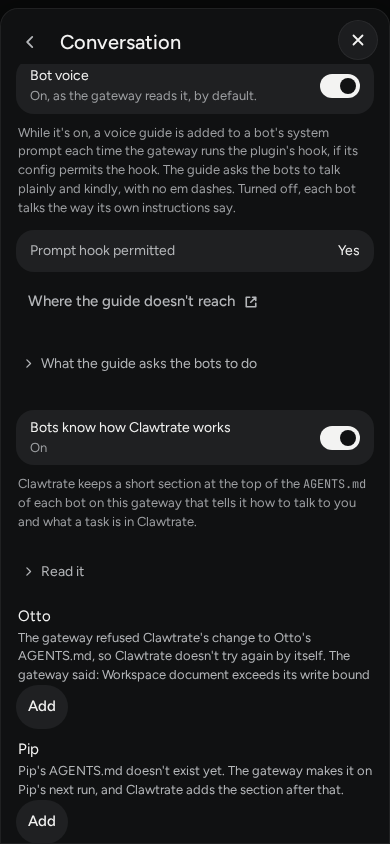 Conversation
Bot voice
On, as the gateway reads it, by default.
While it's on, a voice guide is added to a bot's system
prompt each time the gateway runs the plugin's hook, if its
config permits the hook. The guide asks the bots to talk
plainly and kindly, with no em dashes. Turned off, each bot
talks the way its own instructions say.
Prompt hook permitted Yes
Where the guide doesn't reach
What the guide asks the bots to do
Bots know how Clawtrate works
On
Clawtrate keeps a short section at the top of the AGENTS.md
of each bot on this gateway that tells it how to talk to you
and what a task is in Clawtrate.
Read it
Otto
The gateway refused Clawtrate's change to Otto's
AGENTS.md, so Clawtrate doesn't try again by itself. The
gateway said: Workspace document exceeds its write bound
Add
Pip
Pip's AGENTS.md doesn't exist yet. The gateway makes it on
Pip's next run, and Clawtrate adds the section after that.
Add